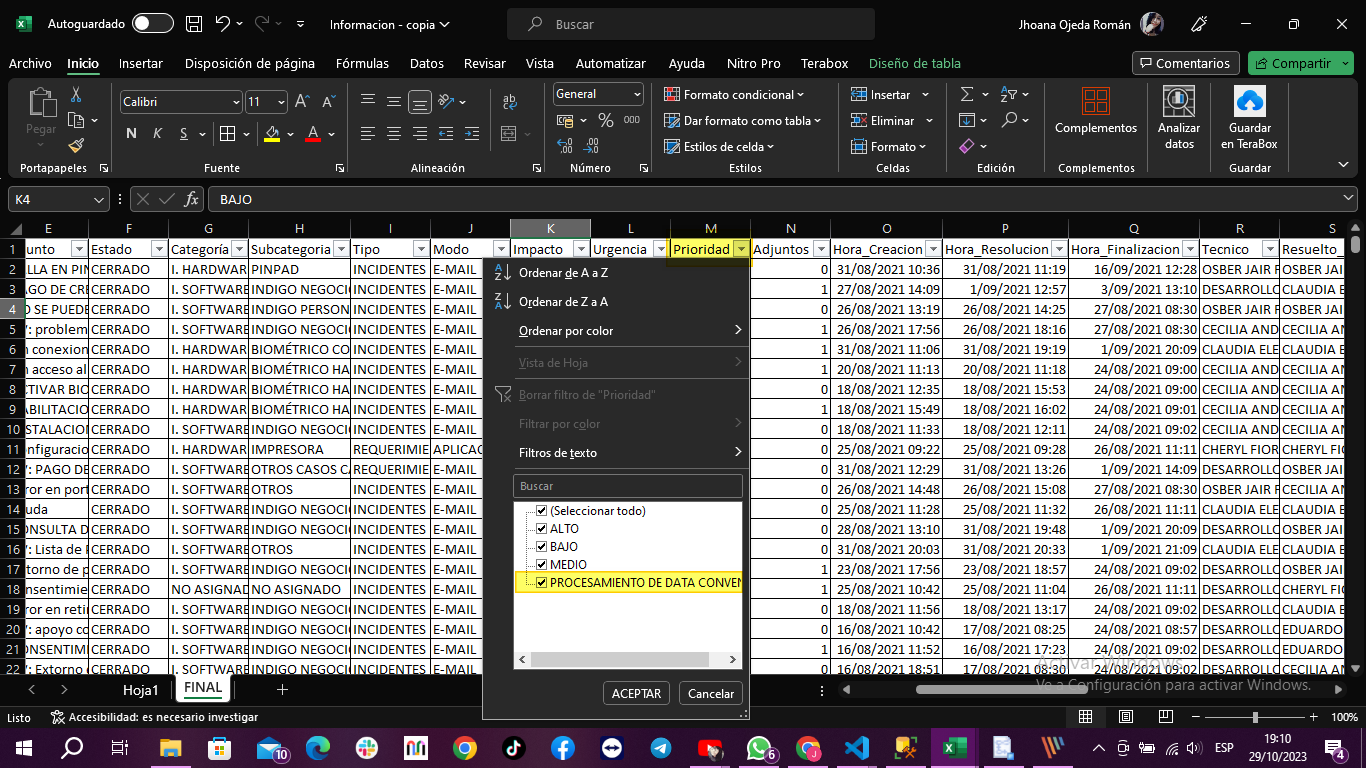 Autoguardado Informacion - copia Buscar Jhoana Ojeda Román
Archivo Inicio Insertar Disposición de página Fórmulas Datos Revisar Vista Automatizar Ayuda Nitro Pro Terabox Diseño de tabla Comentarios Compartir
Pegar Calibri 11 General Formato condicional Insertar
N K S Dar formato como tabla Eliminar Complementos Analizar datos Guardar en TeraBox
Estilos de celda Formato
Portapapeles Fuente Alineación Número Estilos Celdas Edición Complementos Guardar
K4 fx BAJO
E F G H I J K L M N O P Q R S
1 unto Estado Categoría Subcategoria Tipo Modo Impacto Urgencia Prioridad Adjuntos Hora_Creacion Hora_Resolucion Hora_Finalizacion Tecnico Resuelto_
2 LLA EN PIN CERRADO I. HARDWAR PINPAD INCIDENTES E-MAIL 0 31/08/2021 10:36 31/08/2021 11:19 16/09/2021 12:28 OSBER JAIR F OSBER JAI
3 AGO DE CRE CERRADO I. SOFTWARE INDIGO NEGOCI INCIDENTES E-MAIL 1 27/08/2021 14:09 1/09/2021 12:57 3/09/2021 13:10 DESARROLLO CLAUDIA E
4 O SE PUEDE CERRADO I. SOFTWARE INDIGO PERSON INCIDENTES E-MAIL 0 26/08/2021 13:19 26/08/2021 14:25 27/08/2021 08:30 OSBER JAIR F OSBER JAI
5 /: problem CERRADO I. SOFTWARE INDIGO NEGOCI INCIDENTES E-MAIL 1 26/08/2021 17:56 26/08/2021 18:16 27/08/2021 08:30 CECILIA AND CECILIA AN
6 n conexion CERRADO I. HARDWAR BIOMÉTRICO CO INCIDENTES E-MAIL 1 31/08/2021 11:06 31/08/2021 19:19 1/09/2021 20:09 CLAUDIA ELE CLAUDIA E
7 n acceso al CERRADO I. HARDWAR BIOMÉTRICO HA INCIDENTES E-MAIL 1 20/08/2021 11:13 20/08/2021 11:18 24/08/2021 09:00 CLAUDIA ELE CECILIA AN
8 CTIVAR BIO CERRADO I. HARDWAR BIOMÉTRICO HA INCIDENTES E-MAIL 0 18/08/2021 12:35 18/08/2021 15:53 24/08/2021 09:00 CECILIA AND CECILIA AN
9 ABILITACIO CERRADO I. HARDWAR BIOMÉTRICO HA INCIDENTES E-MAIL 1 18/08/2021 15:49 18/08/2021 16:02 24/08/2021 09:01 CECILIA AND CECILIA AN
10 NSTALACION CERRADO I. HARDWAR BIOMÉTRICO HA INCIDENTES E-MAIL 0 18/08/2021 11:33 18/08/2021 12:11 24/08/2021 09:02 CECILIA AND CECILIA AN
11 nfiguracio CERRADO I. HARDWAR IMPRESORA REQUERIMIE APLICAC 0 25/08/2021 09:22 25/08/2021 09:28 26/08/2021 11:11 CHERYL FIOR CHERYL FIO
12 /: PAGO DE CERRADO I. SOFTWARE OTROS CASOS CA REQUERIMIE E-MAIL 0 31/08/2021 12:29 31/08/2021 13:26 1/09/2021 14:09 DESARROLLO OSBER JAI
13 ror en port CERRADO I. SOFTWARE OTROS INCIDENTES E-MAIL 0 26/08/2021 14:48 26/08/2021 15:08 27/08/2021 08:30 OSBER JAIR F OSBER JAI
14 uda CERRADO I. SOFTWARE INDIGO NEGOCI INCIDENTES E-MAIL 0 25/08/2021 11:28 25/08/2021 11:32 26/08/2021 11:11 CLAUDIA ELE CLAUDIA E
15 ONSULTA D CERRADO I. SOFTWARE INDIGO NEGOCI INCIDENTES E-MAIL 0 28/08/2021 13:10 31/08/2021 19:48 1/09/2021 20:09 DESARROLLO OSBER JAI
16 /: Lista de CERRADO I. SOFTWARE OTROS INCIDENTES E-MAIL 0 31/08/2021 20:03 31/08/2021 20:33 1/09/2021 21:09 CLAUDIA ELE CLAUDIA E
17 torno de p CERRADO I. SOFTWARE INDIGO NEGOCI INCIDENTES E-MAIL 1 23/08/2021 17:56 23/08/2021 18:57 24/08/2021 09:02 DESARROLLO OSBER JAI
18 nsentimie CERRADO NO ASIGNAD NO ASIGNADO INCIDENTES E-MAIL 1 25/08/2021 10:42 25/08/2021 11:04 26/08/2021 11:11 DESARROLLO CHERYL FIO
19 ror en reti CERRADO I. SOFTWARE INDIGO NEGOCI INCIDENTES E-MAIL 0 18/08/2021 11:56 18/08/2021 13:17 24/08/2021 09:02 DESARROLLO CLAUDIA E
20 /: apoyo co CERRADO I. SOFTWARE INDIGO NEGOCI INCIDENTES E-MAIL 0 16/08/2021 10:42 17/08/2021 08:25 24/08/2021 08:57 DESARROLLO EDUARDO
21 ONSENTIMI CERRADO I. SOFTWARE INDIGO NEGOCI INCIDENTES E-MAIL 1 16/08/2021 11:52 16/08/2021 17:23 24/08/2021 09:02 DESARROLLO EDUARDO
22 /: Extorno CERRADO I. SOFTWARE INDIGO NEGOCI INCIDENTES E-MAIL 0 16/08/2021 18:51 17/08/2021 08:30 24/08/2021 09:02 DESARROLLO CECILIA AN
Ordenar de A a Z
Ordenar de Z a A
Ordenar por color
Vista de Hoja
Borrar filtro de "Prioridad"
Filtrar por color
Filtros de texto
Buscar
(Seleccionar todo)
ALTO
BAJO
MEDIO
PROCESAMIENTO DE DATA CONVEN
ACEPTAR Cancelar
Activar Windows
Ve a Configuración para activar Windows.
Hoja1 FINAL
Listo Accesibilidad: es necesario investigar 100%
10 6 ESP 19:10
29/10/2023 4